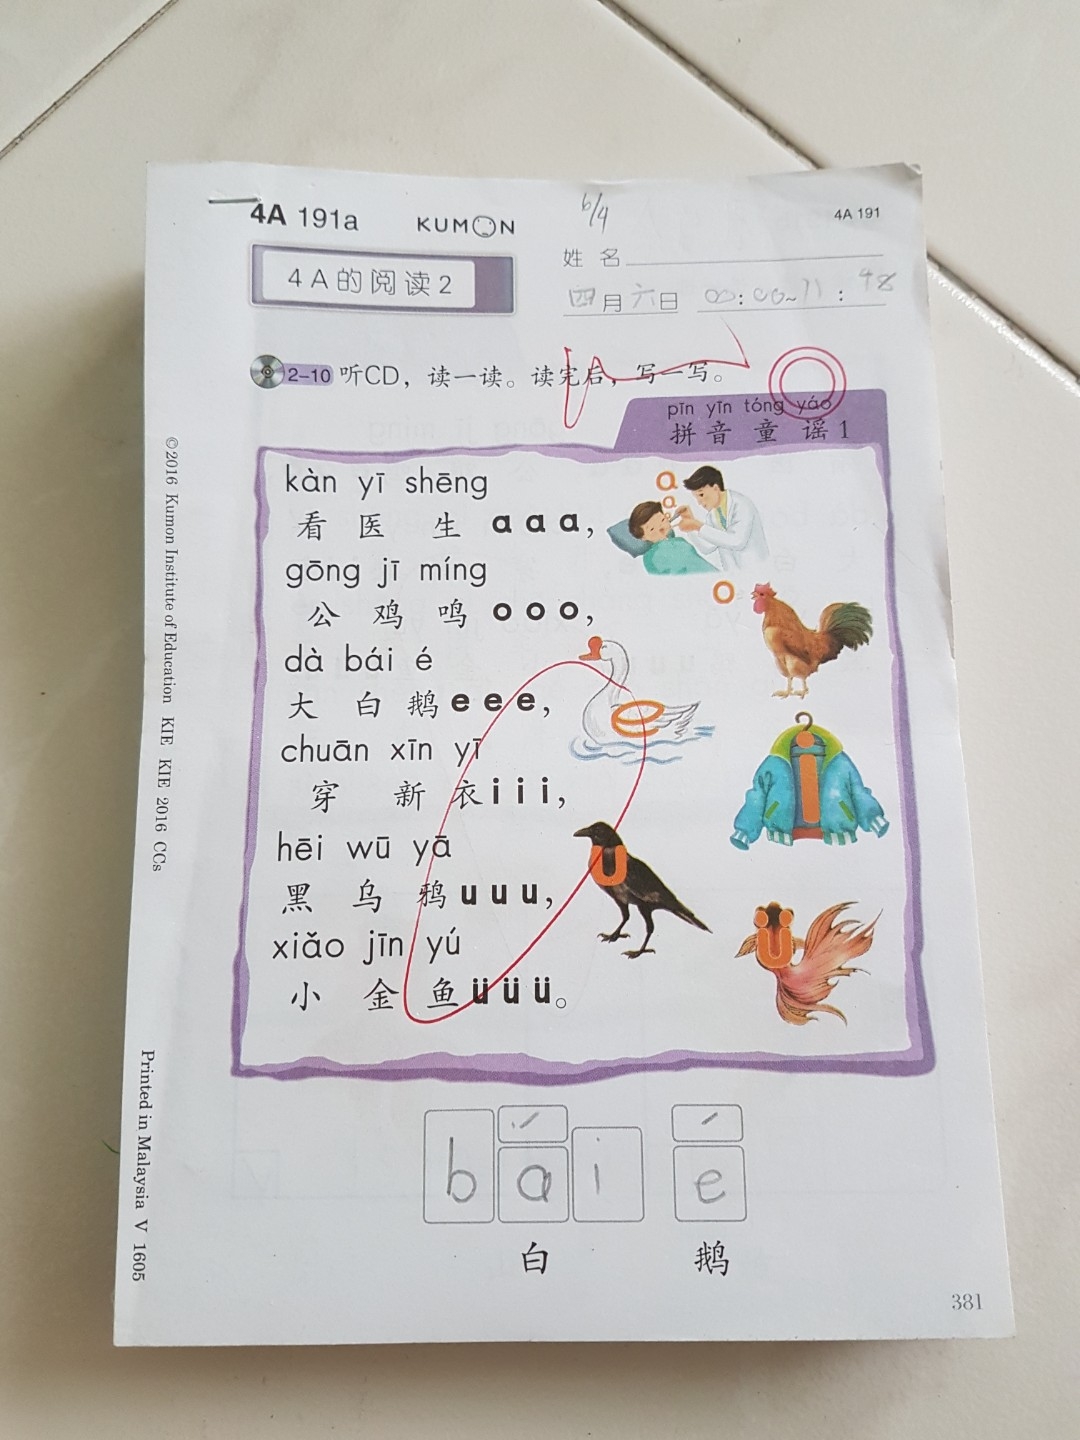 4A 191a KUMON 6/4 4A 191
姓 名
4A的阅读2
四月六日 00:00~11:48
2-10 听CD，读一读。读完后，写一写。
pīn yīn tóng yáo
拼 音 童 谣 1
kàn yī shēng
看 医 生 a a a，
a
a
gōng jī míng
公 鸡 鸣 o o o，
o
dà bái é
大 白 鹅 e e e，
e
chuān xīn yī
穿 新 衣 i i i，
i
hēi wū yā
黑 乌 鸦 u u u，
u
xiǎo jīn yú
小 金 鱼 ü ü ü。
ü
bái é
白 鹅
381
©2016 Kumon Institute of Education KIE KIE 2016 CCs
Printed in Malaysia V 1605